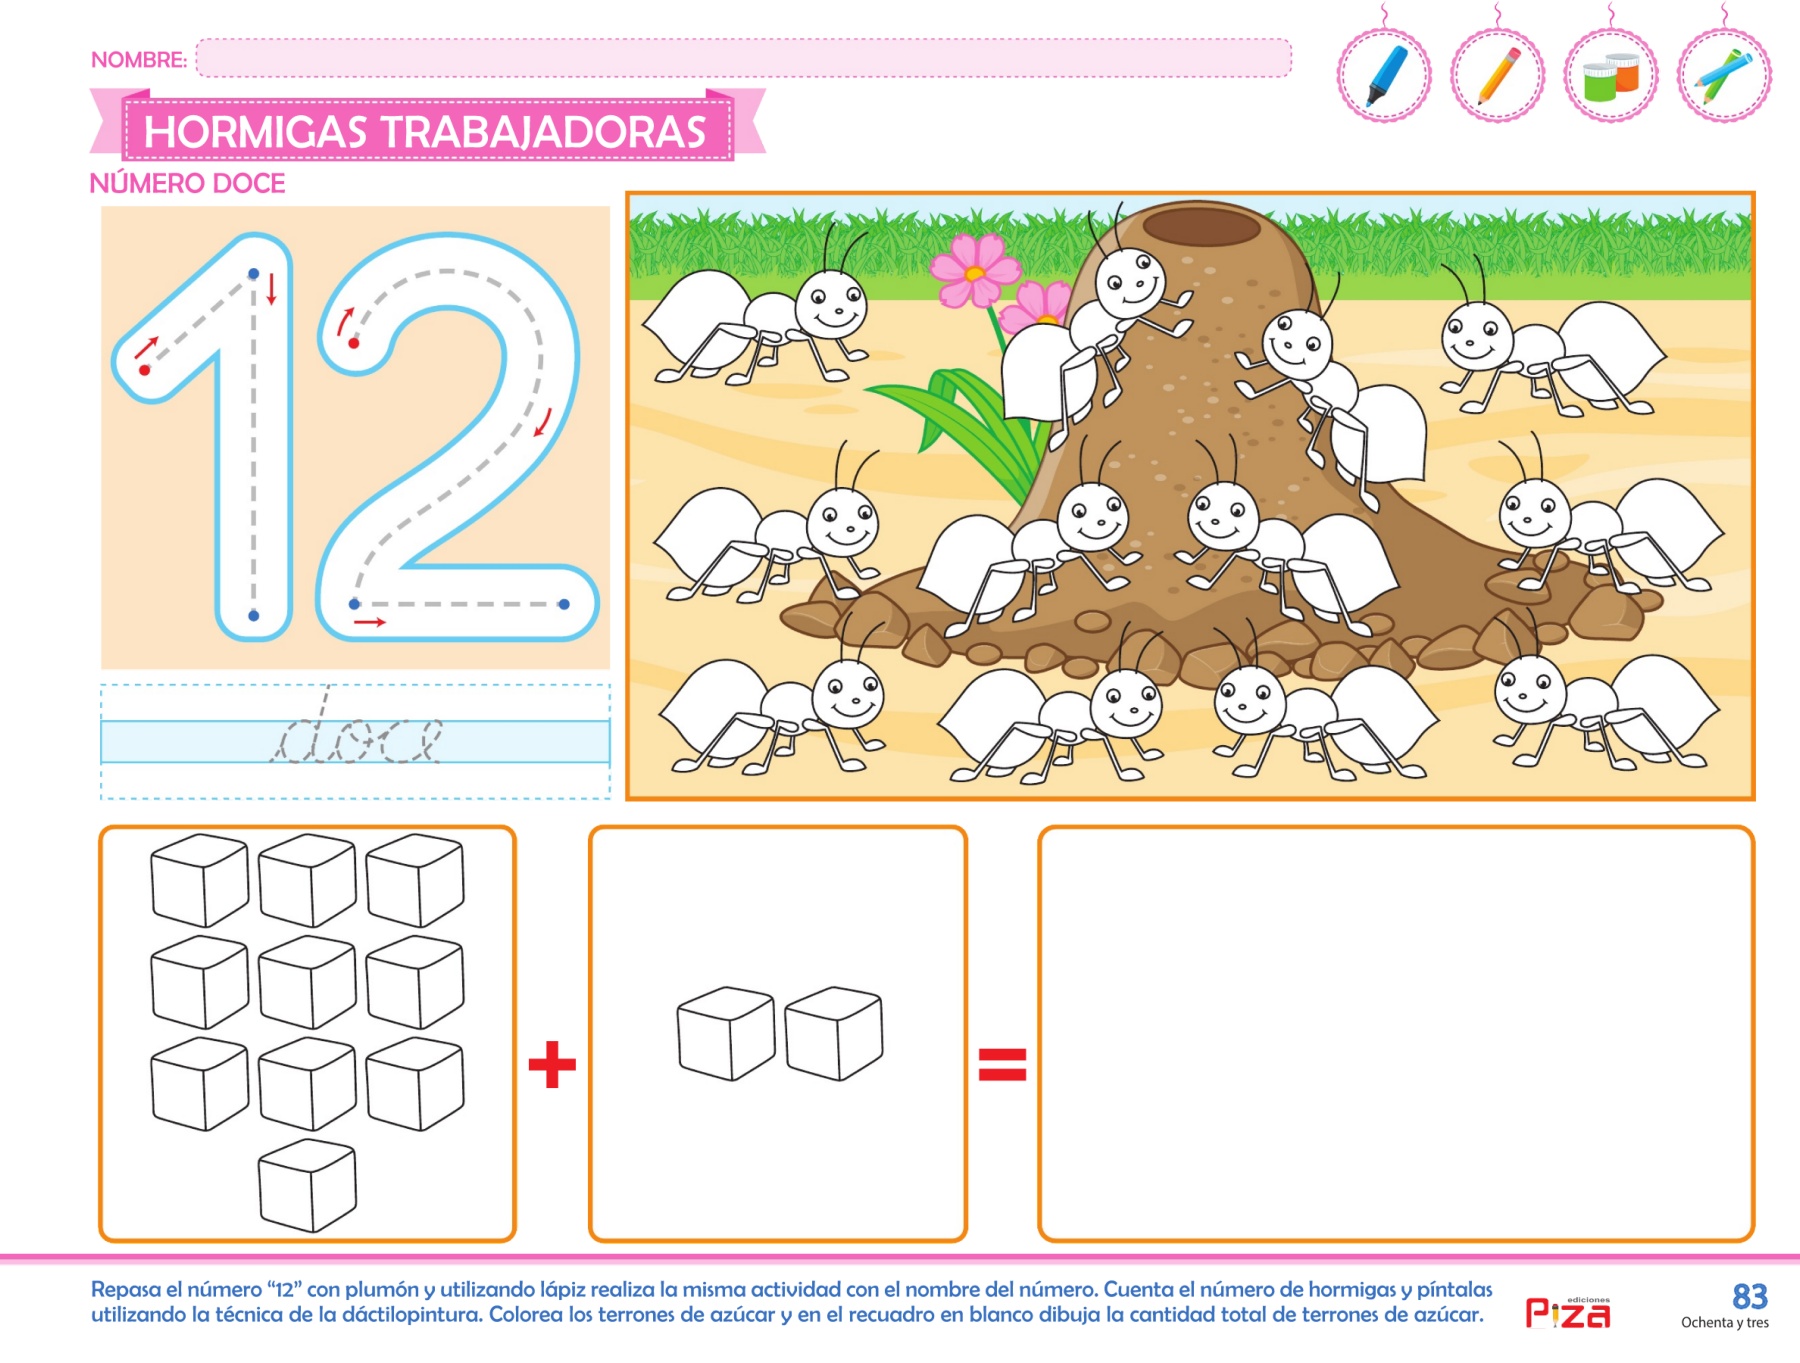 NOMBRE:
HORMIGAS TRABAJADORAS
NÚMERO DOCE
12
doce
+
=
Repasa el número “12” con plumón y utilizando lápiz realiza la misma actividad con el nombre del número. Cuenta el número de hormigas y píntalas
utilizando la técnica de la dáctilopintura. Colorea los terrones de azúcar y en el recuadro en blanco dibuja la cantidad total de terrones de azúcar.
ediciones
Piza
83
Ochenta y tres